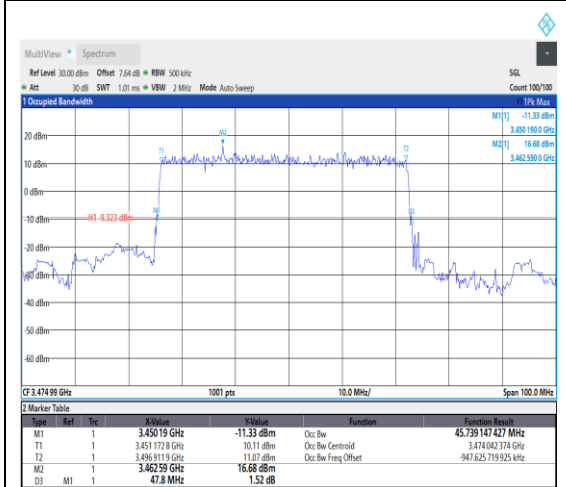 MultiView Spectrum
Ref Level 30.00 dBm Offset 7.64 dB RBW 500 kHz SGL
Att 30 dB SWT 1.01 ms VBW 2 MHz Mode Auto Sweep Count 100/100
1 Occupied Bandwidth 1Pk Max
M1[1] -11.33 dBm
3.450 190 0 GHz
M2[1] 16.68 dBm
3.462 590 0 GHz
20 dBm
M2
T1
T2
10 dBm
0 dBm
M1
D3
H1 -9.323 dBm
-10 dBm
-20 dBm
-30 dBm
-40 dBm
-50 dBm
-60 dBm
CF 3.474 99 GHz 1001 pts 10.0 MHz/ Span 100.0 MHz
2 Marker Table
Type Ref Trc X-Value Y-Value Function Function Result
M1 1 3.45019 GHz -11.33 dBm Occ Bw 45.739 147 427 MHz
T1 1 3.451 172 8 GHz 10.11 dBm Occ Bw Centroid 3.474 042 374 GHz
T2 1 3.496 911 9 GHz 11.07 dBm Occ Bw Freq Offset -947.625 719 925 kHz
M2 1 3.46259 GHz 16.68 dBm
D3 M1 1 47.8 MHz 1.52 dB